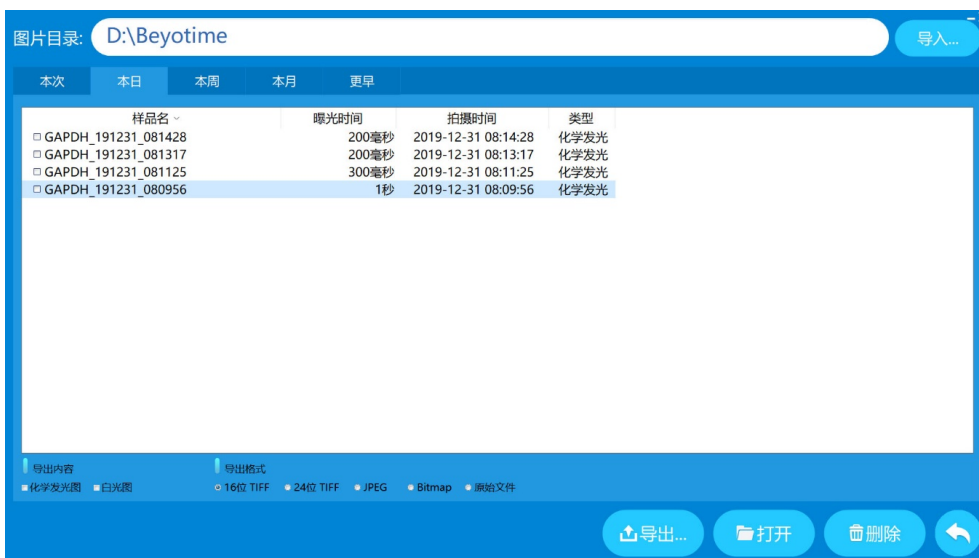 图片目录: D:\Beyotime 导入...
本次 本日 本周 本月 更早
样品名 曝光时间 拍摄时间 类型
GAPDH_191231_081428 200毫秒 2019-12-31 08:14:28 化学发光
GAPDH_191231_081317 200毫秒 2019-12-31 08:13:17 化学发光
GAPDH_191231_081125 300毫秒 2019-12-31 08:11:25 化学发光
GAPDH_191231_080956 1秒 2019-12-31 08:09:56 化学发光
导出内容 导出格式
化学发光图 白光图 16位 TIFF 24位 TIFF JPEG Bitmap 原始文件
导出... 打开 删除